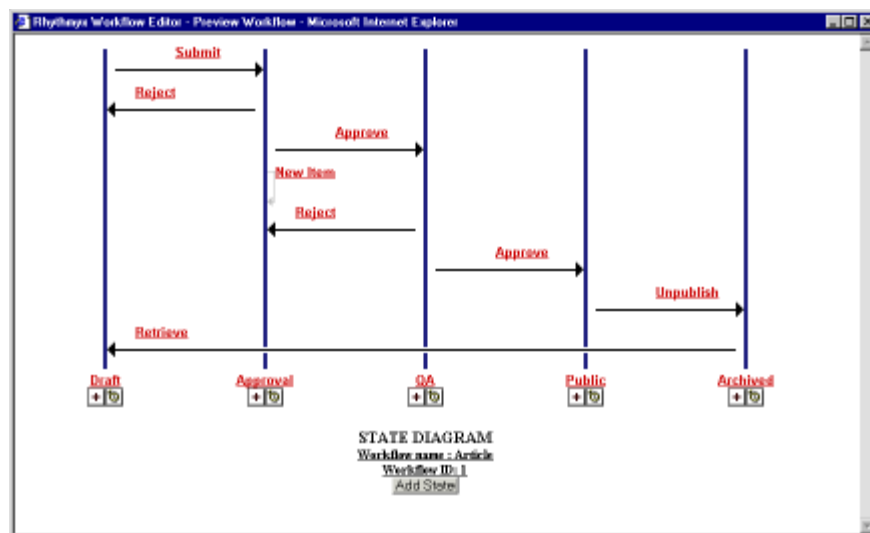 Rhythmyx Workflow Editor - Preview Workflow - Microsoft Internet Explorer
Submit
Reject
Approve
New Item
Reject
Approve
Unpublish
Retrieve
Draft Approval QA Public Archived
STATE DIAGRAM
Workflow name : Article
Workflow ID: 1
Add State